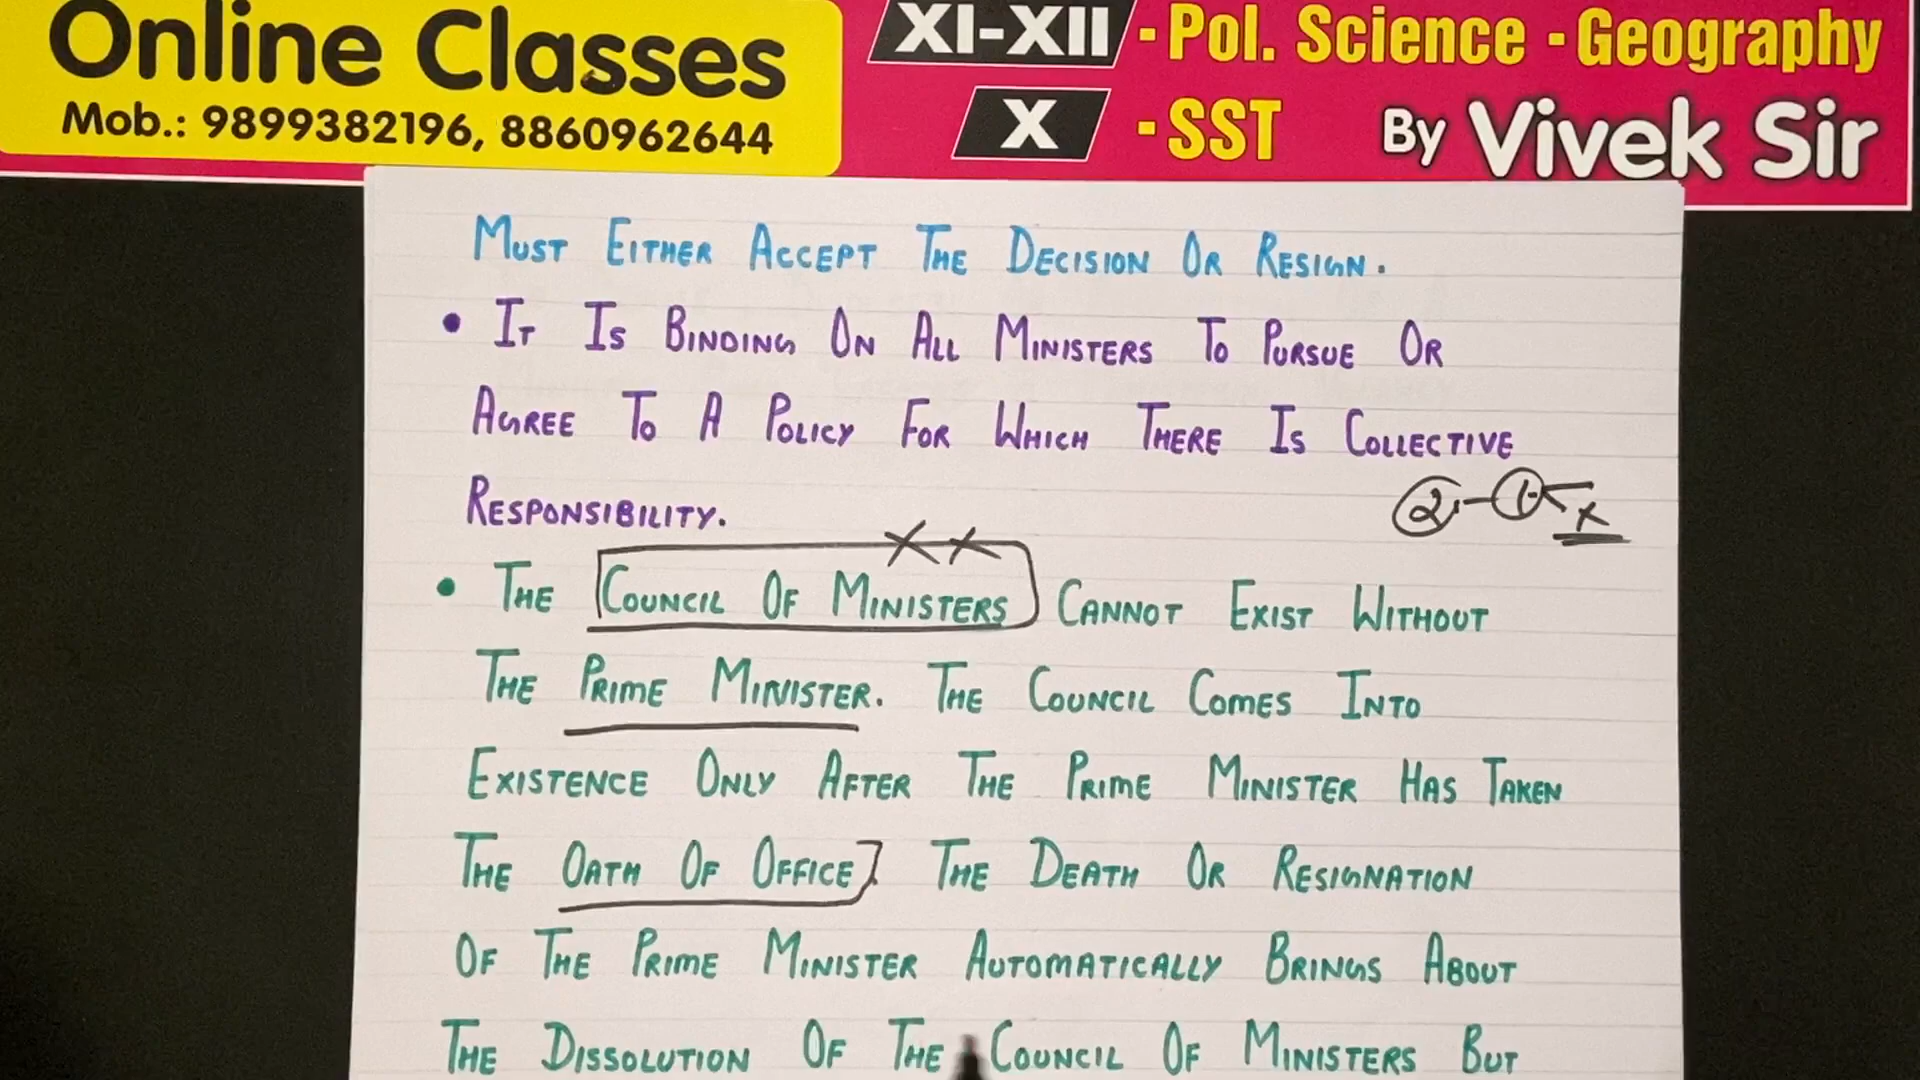 Online Classes
Mob.: 9899382196, 8860962644
XI-XII - Pol. Science - Geography
X - SST By Vivek Sir
MUST EITHER ACCEPT THE DECISION OR RESIGN.
• IT IS BINDING ON ALL MINISTERS TO PURSUE OR
AGREE TO A POLICY FOR WHICH THERE IS COLLECTIVE
RESPONSIBILITY.
2 - 1 x
• THE COUNCIL OF MINISTERS CANNOT EXIST WITHOUT
THE PRIME MINISTER. THE COUNCIL COMES INTO
EXISTENCE ONLY AFTER THE PRIME MINISTER HAS TAKEN
THE OATH OF OFFICE]. THE DEATH OR RESIGNATION
OF THE PRIME MINISTER AUTOMATICALLY BRINGS ABOUT
THE DISSOLUTION OF THE COUNCIL OF MINISTERS BUT